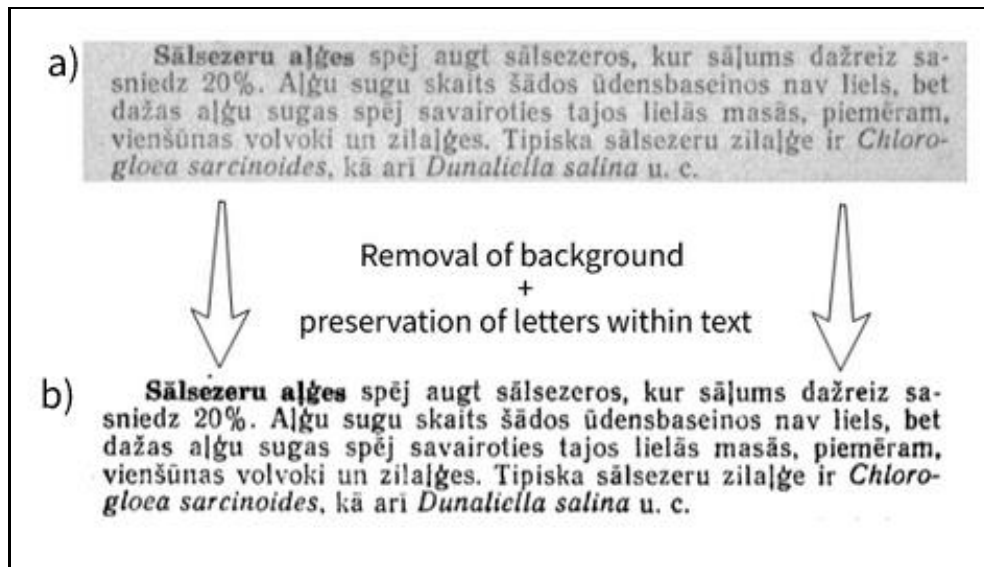 a) Sālsezeru aļģes spēj augt sālsezeros, kur sāļums dažreiz sa-
sniedz 20%. Aļģu sugu skaits šādos ūdensbaseinos nav liels, bet
dažas aļģu sugas spēj savairoties tajos lielās masās, piemēram,
vienšūnas volvoki un zilaļģes. Tipiska sālsezeru zilaļģe ir Chloro-
gloea sarcinoides, kā arī Dunaliella salina u. c.
Removal of background
+
preservation of letters within text
b) Sālsezeru aļģes spēj augt sālsezeros, kur sāļums dažreiz sa-
sniedz 20%. Aļģu sugu skaits šādos ūdensbaseinos nav liels, bet
dažas aļģu sugas spēj savairoties tajos lielās masās, piemēram,
vienšūnas volvoki un zilaļģes. Tipiska sālsezeru zilaļģe ir Chloro-
gloea sarcinoides, kā arī Dunaliella salina u. c.